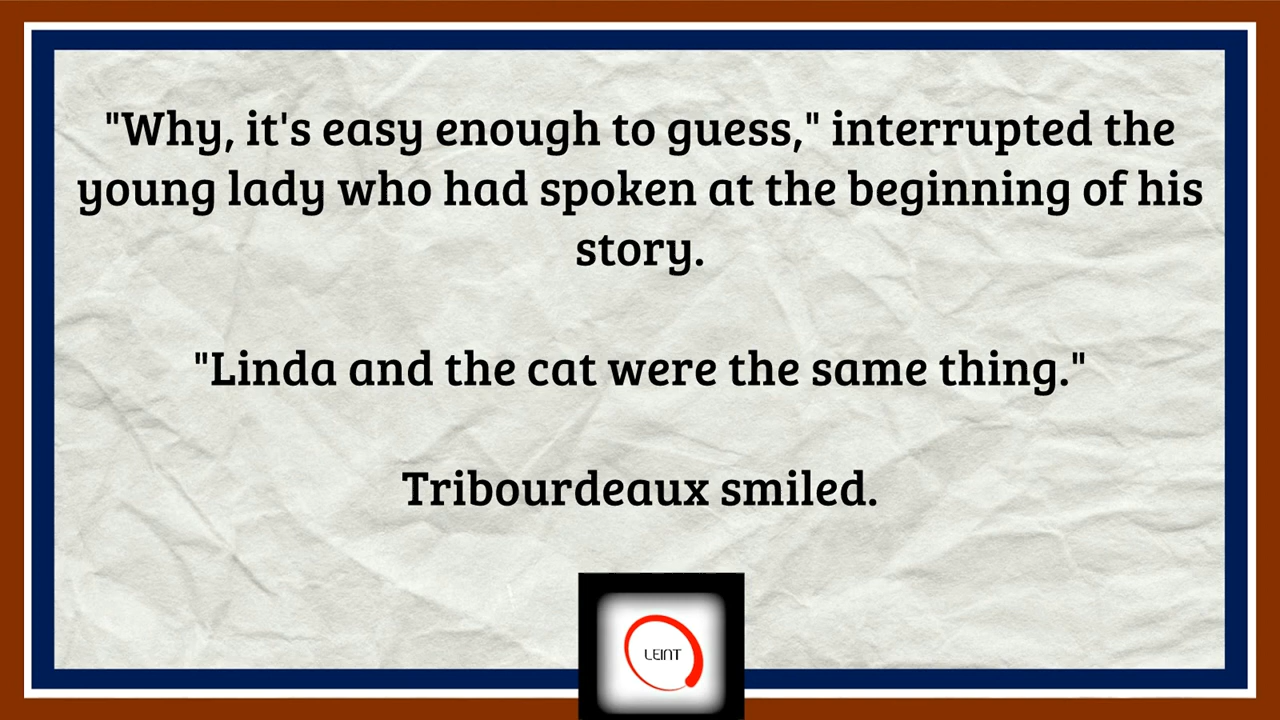 "Why, it's easy enough to guess," interrupted the
young lady who had spoken at the beginning of his
story.
"Linda and the cat were the same thing."
Tribourdeaux smiled.
LEINT